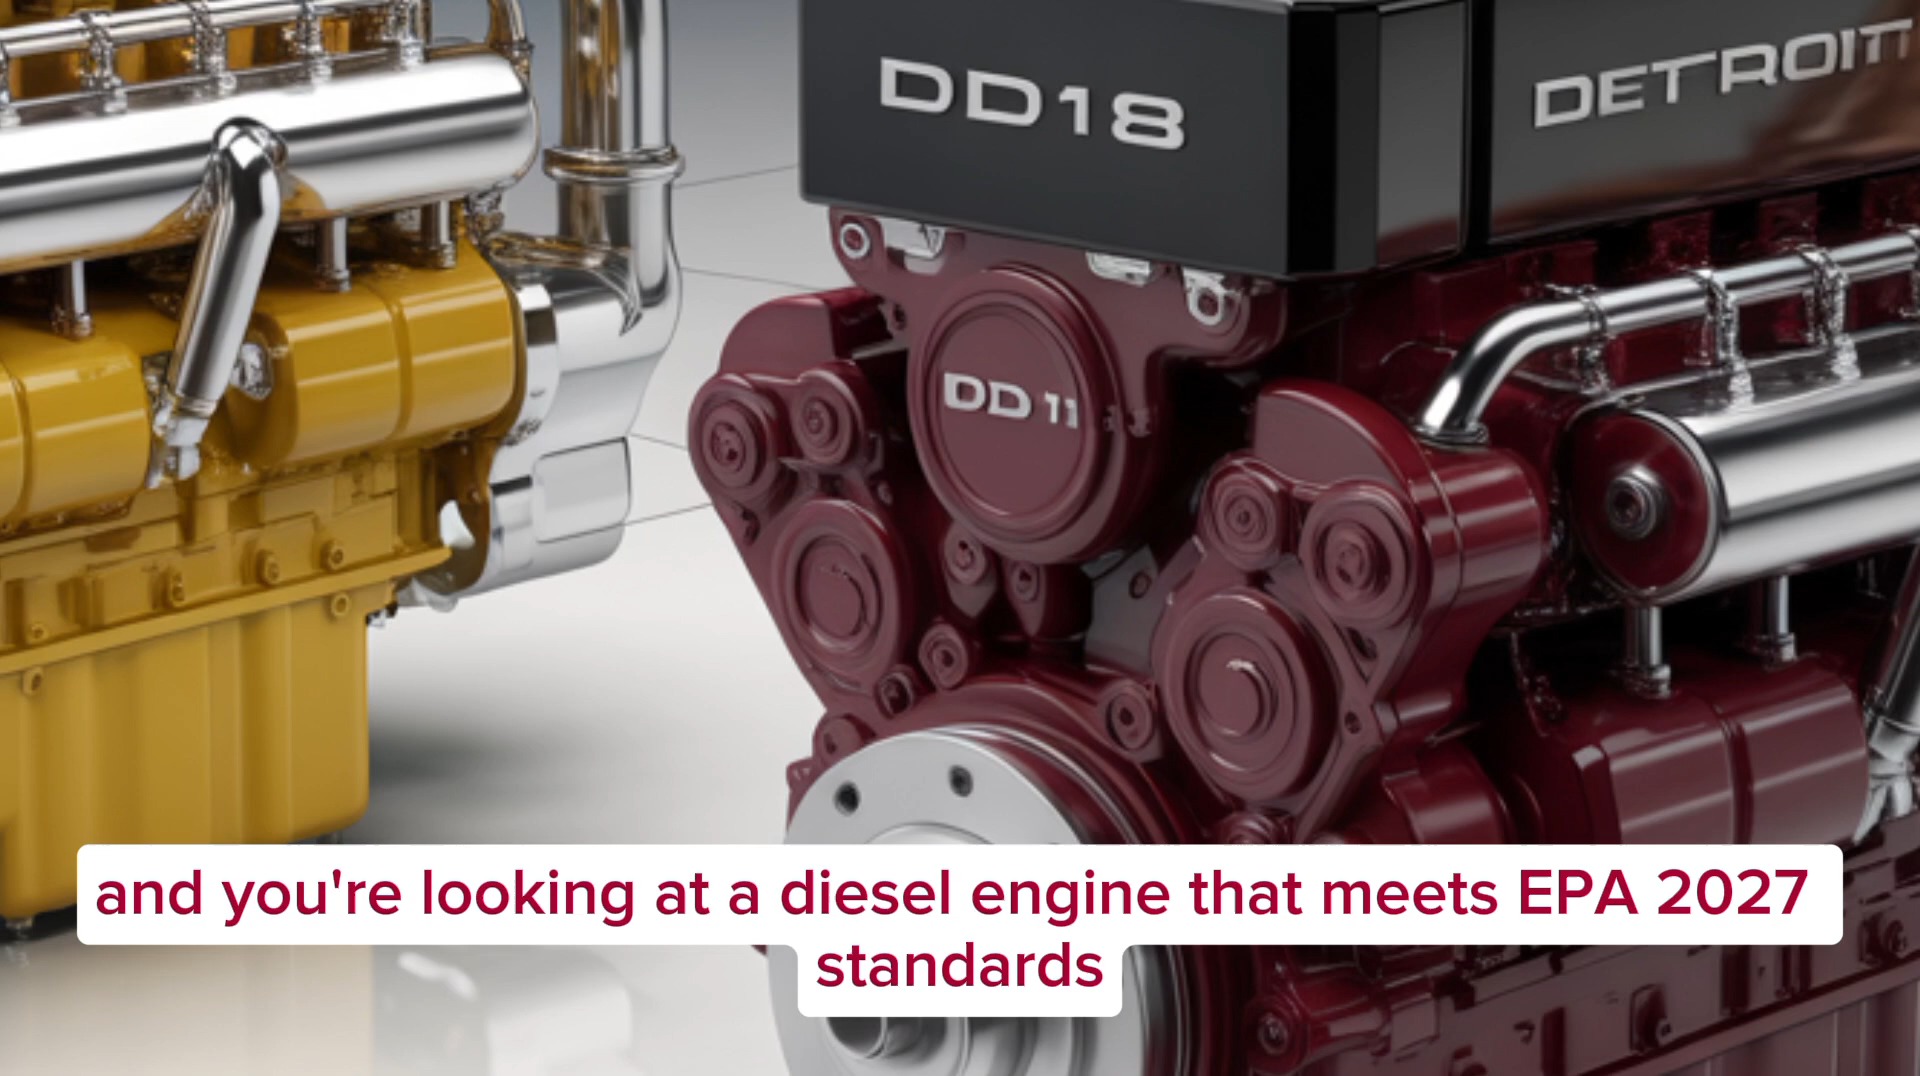 DD18
DETROIT
DD 11
and you're looking at a diesel engine that meets EPA 2027
standards